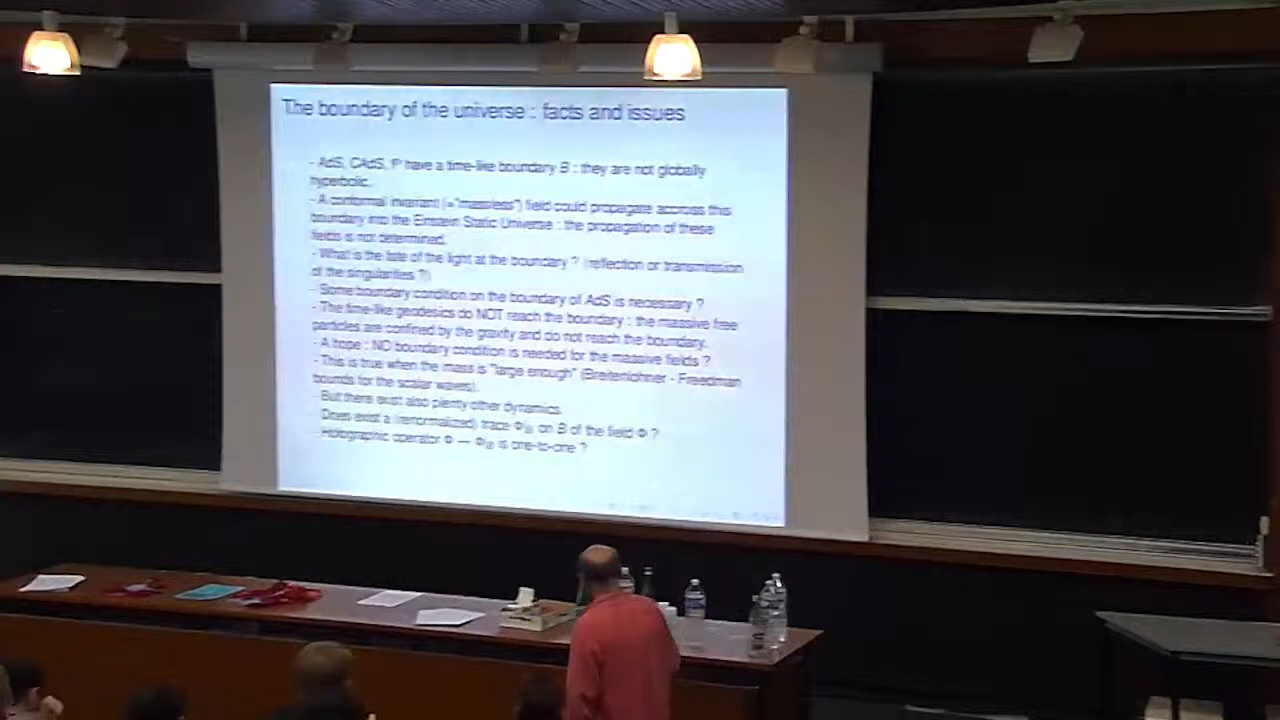 The boundary of the universe : facts and issues
- AdS, CAdS, have a time-like boundary B : they are not globally
hyperbolic.
- A conformal invariant (="massless") field could propagate accross this
boundary into the Einstein Static Universe : the propagation of these
fields is not determined.
- What is the fate of the light at the boundary ? (reflection or transmission
of the singularities ?)
- Some boundary condition on the boundary of AdS is necessary ?
- The time-like geodesics do NOT reach the boundary : the massive free
particles are confined by the gravity and do not reach the boundary.
- A hope : NO boundary condition is needed for the massive fields ?
- This is true when the mass is "large enough" (Breitenlohner - Freedman
bounds for the scalar waves).
- But there exist also plenty other dynamics.
- Does exist a (renormalized) trace Φ|B on B of the field Φ ?
- Holographic operator Φ → Φ|B is one-to-one ?